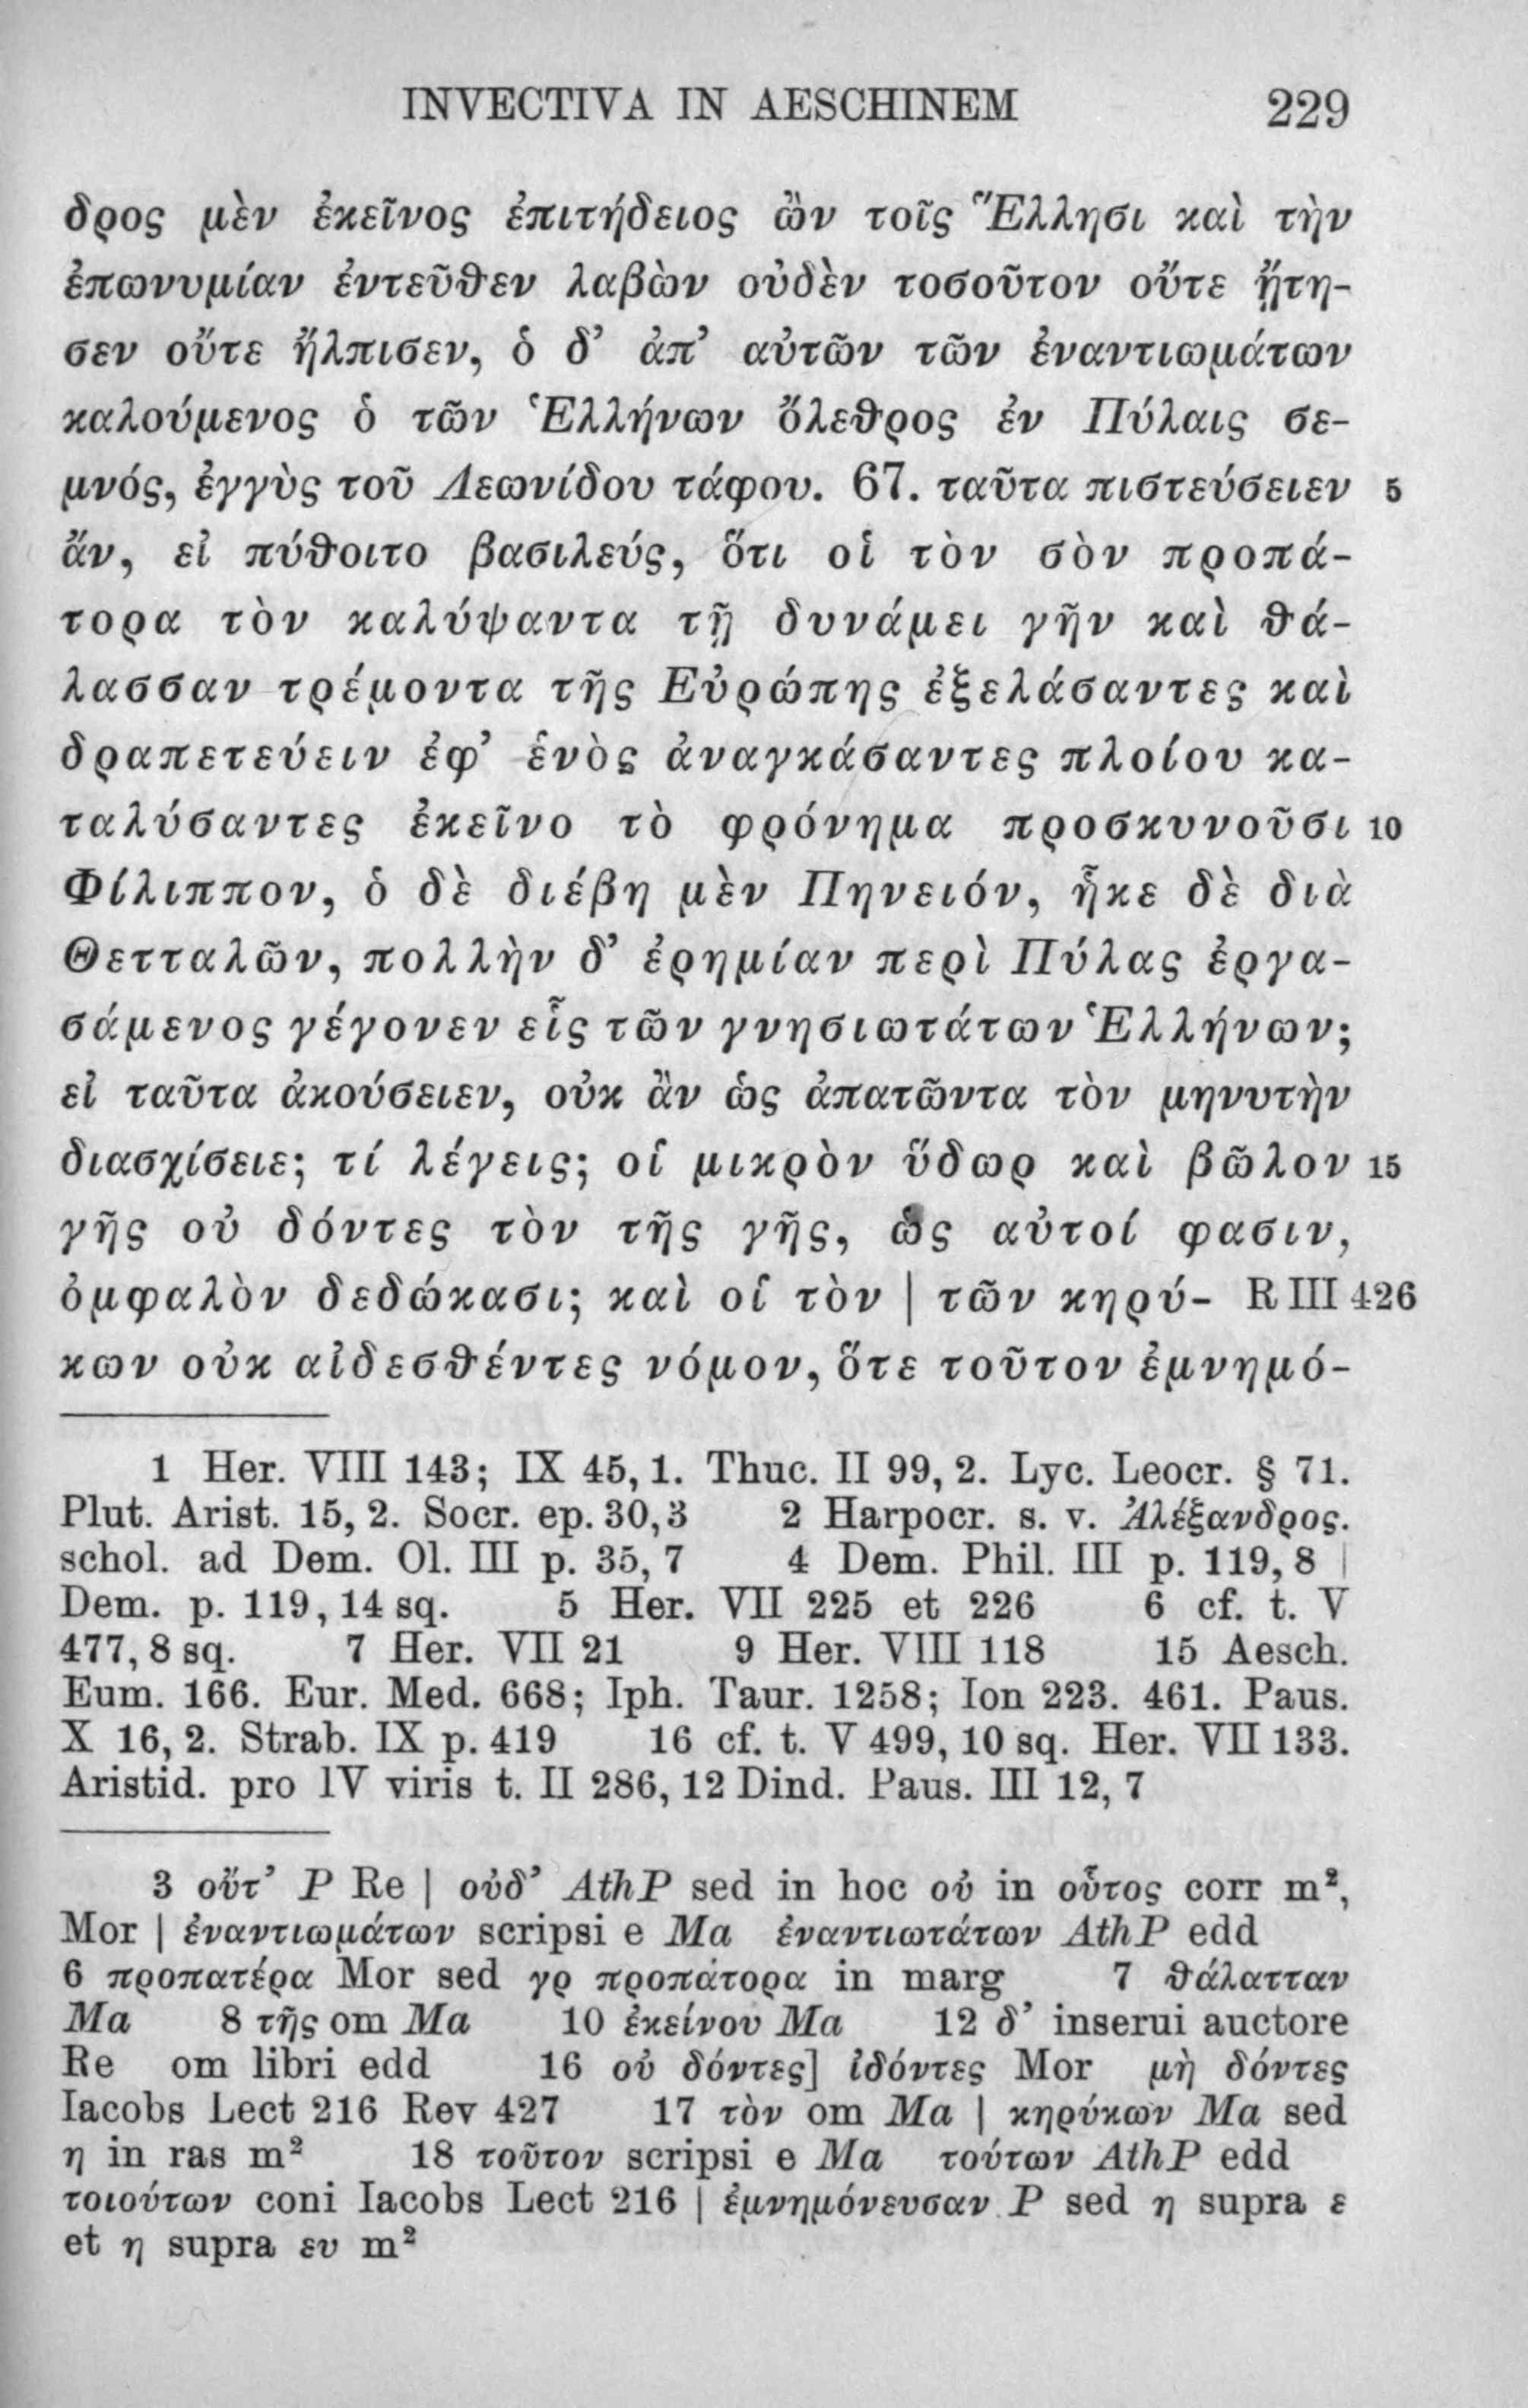 INVECTIVA IN AESCHINEM 229
δρος μὲν ἐκεῖνος ἐπιτήδειος ὢν τοῖς Ἕλλησι καὶ τὴν
ἐπωνυμίαν ἐντεῦθεν λαβὼν οὐδὲν τοσοῦτον οὔτε ᾔτη-
σεν οὔτε ἤλπισεν, ὁ δ’ ἀπ’ αὐτῶν τῶν ἐναντιωμάτων
καλούμενος ὁ τῶν Ἑλλήνων ὄλεθρος ἐν Πύλαις σε-
μνός, ἐγγὺς τοῦ Λεωνίδου τάφου. 67. ταῦτα πιστεύσειεν 5
ἄν, εἰ πύθοιτο βασιλεύς, ὅτι οἱ τὸν σὸν προπά-
τορα τὸν καλύψαντα τῇ δυνάμει γῆν καὶ θά-
λασσαν τρέμοντα τῆς Εὐρώπης ἐξελάσαντες καὶ
δραπετεύειν ἐφ’ ἑνὸς ἀναγκάσαντες πλοίου κα-
ταλύσαντες ἐκεῖνο τὸ φρόνημα προσκυνοῦσι 10
Φίλιππον, ὁ δὲ διέβη μὲν Πηνειόν, ἧκε δὲ διὰ
Θετταλῶν, πολλὴν δ’ ἐρημίαν περὶ Πύλας ἐργα-
σάμενος γέγονεν εἷς τῶν γνησιωτάτων Ἑλλήνων;
εἰ ταῦτα ἀκούσειεν, οὐκ ἂν ὡς ἀπατῶντα τὸν μηνυτὴν
διασχίσειε; τί λέγεις; οἱ μικρὸν ὕδωρ καὶ βῶλον 15
γῆς οὐ δόντες τὸν τῆς γῆς, ὡς αὐτοί φασιν,
ὀμφαλὸν δεδώκασι; καὶ οἱ τὸν | τῶν κηρύ- R III 426
κων οὐκ αἰδεσθέντες νόμον, ὅτε τοῦτον ἐμνημό-
1 Her. VIII 143; IX 45, 1. Thuc. II 99, 2. Lyc. Leocr. § 71.
Plut. Arist. 15, 2. Socr. ep. 30, 3 2 Harpocr. s. v. Ἀλέξανδρος.
schol. ad Dem. Ol. III p. 35, 7 4 Dem. Phil. III p. 119, 8 |
Dem. p. 119, 14 sq. 5 Her. VII 225 et 226 6 cf. t. V
477, 8 sq. 7 Her. VII 21 9 Her. VIII 118 15 Aesch.
Eum. 166. Eur. Med. 668; Iph. Taur. 1258; Ion 223. 461. Paus.
X 16, 2. Strab. IX p. 419 16 cf. t. V 499, 10 sq. Her. VII 133.
Aristid. pro IV viris t. II 286, 12 Dind. Paus. III 12, 7
3 οὔτ’ P Re | οὐδ’ AthP sed in hoc οὐ in οὗτος corr m²,
Mor | ἐναντιωμάτων scripsi e Ma ἐναντιωτάτων AthP edd
6 προπατέρα Mor sed γρ προπάτορα in marg 7 θάλατταν
Ma 8 τῆς om Ma 10 ἐκείνου Ma 12 δ’ inserui auctore
Re om libri edd 16 οὐ δόντες] ἰδόντες Mor μὴ δόντες
Iacobs Lect 216 Rev 427 17 τὸν om Ma | κηρύκων Ma sed
η in ras m² 18 τοῦτον scripsi e Ma τούτων AthP edd
τοιούτων coni Iacobs Lect 216 | ἐμνημόνευσαν P sed η supra ε
et η supra ευ m²